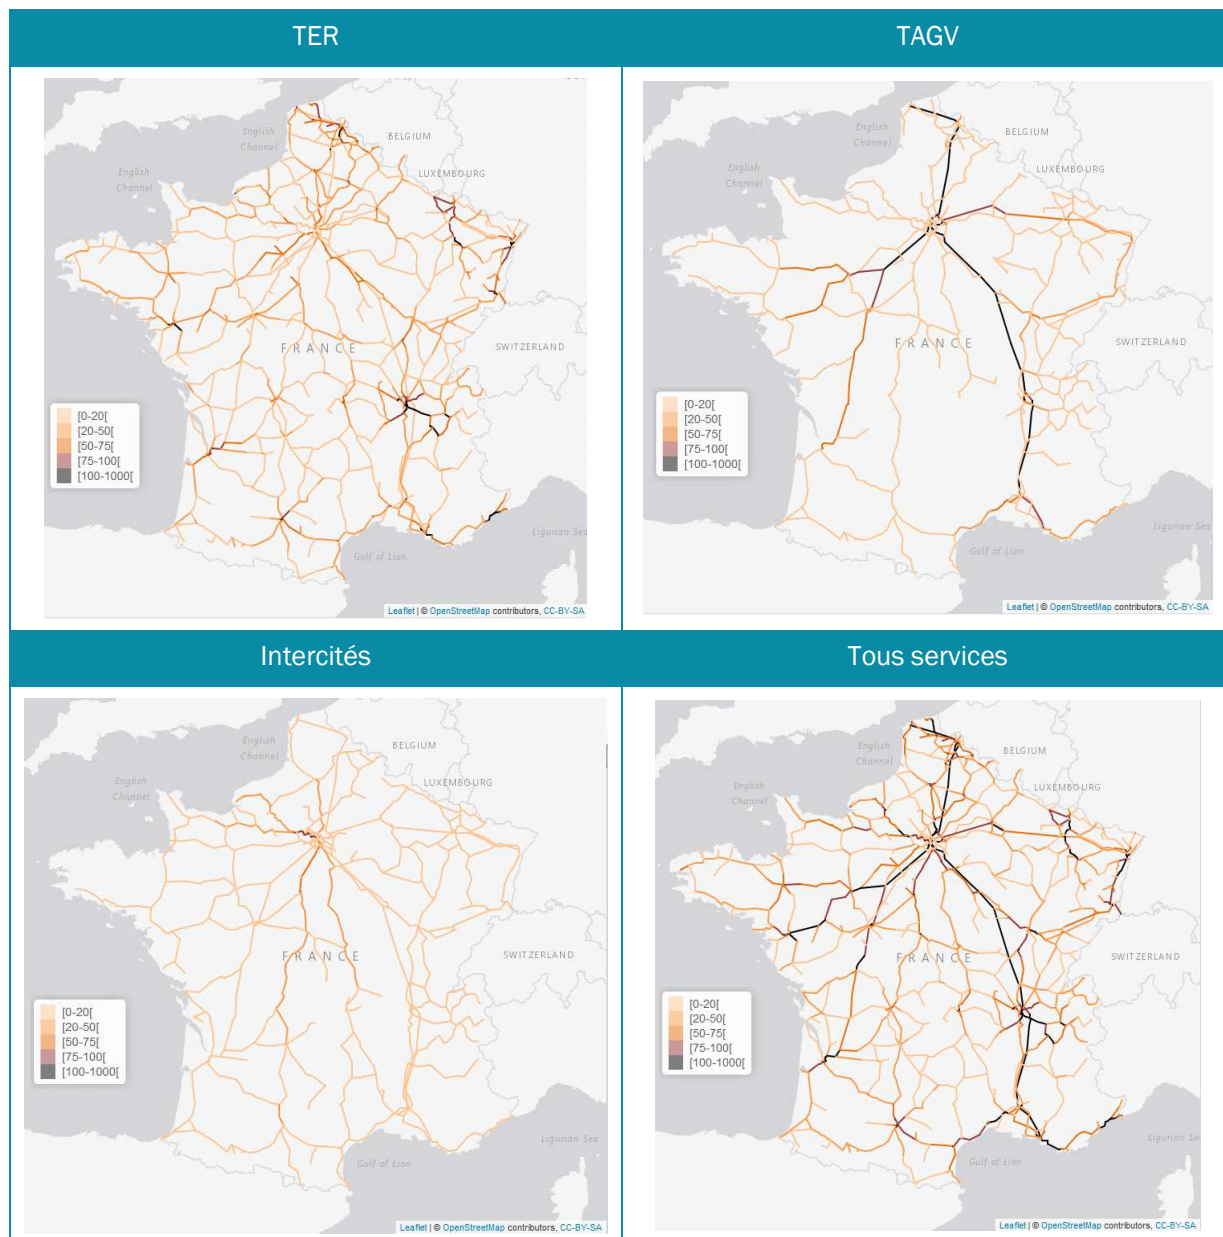 TER
TAGV
English
Channel
BELGIUM
English
Channel
LUXEMBOURG
FRANCE
SWITZERLAND
[0-20[
[20-50[
[50-75[
[75-100[
[100-1000[
Ligurian Sea
Gulf of Lion
Leaflet | © OpenStreetMap contributors, CC-BY-SA
English
Channel
BELGIUM
English
Channel
LUXEMBOURG
FRANCE
SWITZERLAND
[0-20[
[20-50[
[50-75[
[75-100[
[100-1000[
Ligurian Sea
Gulf of Lion
Leaflet | © OpenStreetMap contributors, CC-BY-SA
Intercités
Tous services
English
Channel
BELGIUM
English
Channel
LUXEMBOURG
FRANCE
SWITZERLAND
[0-20[
[20-50[
[50-75[
[75-100[
[100-1000[
Ligurian Sea
Gulf of Lion
Leaflet | © OpenStreetMap contributors, CC-BY-SA
English
Channel
BELGIUM
English
Channel
LUXEMBOURG
FRANCE
SWITZERLAND
[0-20[
[20-50[
[50-75[
[75-100[
[100-1000[
Ligurian Se
Gulf of Lion
Leaflet | © OpenStreetMap contributors, CC-BY-SA